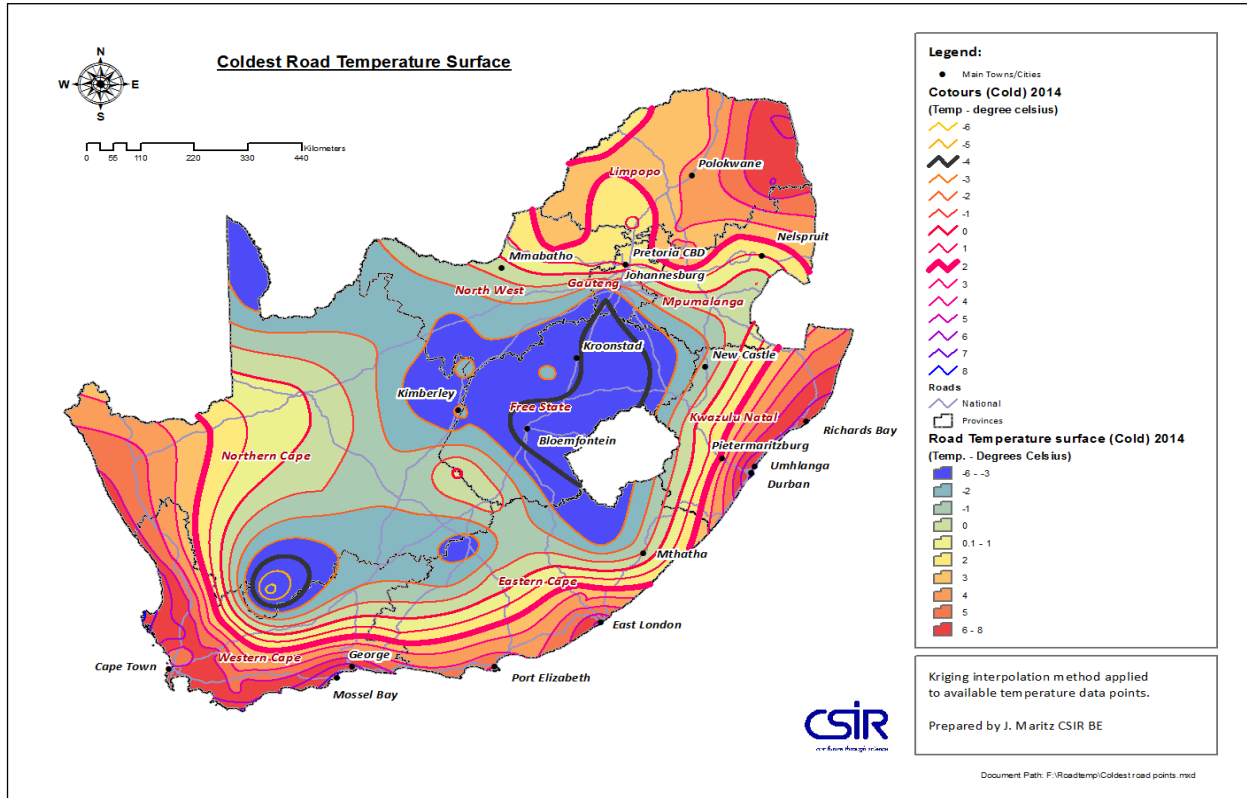 Coldest Road Temperature Surface
N
W
E
S
Kilometers
0 55 110 220 330 440
Polokwane
Limpopo
Nelspruit
Mmabatho
Pretoria CBD
Johannesburg
North West
Gauteng
Mpumalanga
Kroonstad
New Castle
Kimberley
Free State
Kwazulu Natal
Bloemfontein
Richards Bay
Northern Cape
Pietermaritzburg
Umhlanga
Durban
Mthatha
Eastern Cape
East London
Western Cape
George
Cape Town
Port Elizabeth
Mossel Bay
CSIR
our future through science
Legend:
Main Towns/Cities
Cotours (Cold) 2014
(Temp - degree celsius)
-6
-5
-4
-3
-2
-1
0
1
2
3
4
5
6
7
8
Roads
National
Provinces
Road Temperature surface (Cold) 2014
(Temp. - Degrees Celsius)
-6 - -3
-2
-1
0
0.1 - 1
2
3
4
5
6 - 8
Kriging interpolation method applied
to available temperature data points.
Prepared by J. Maritz CSIR BE
Document Path: F:\Roadtemp\Coldest road points.mxd